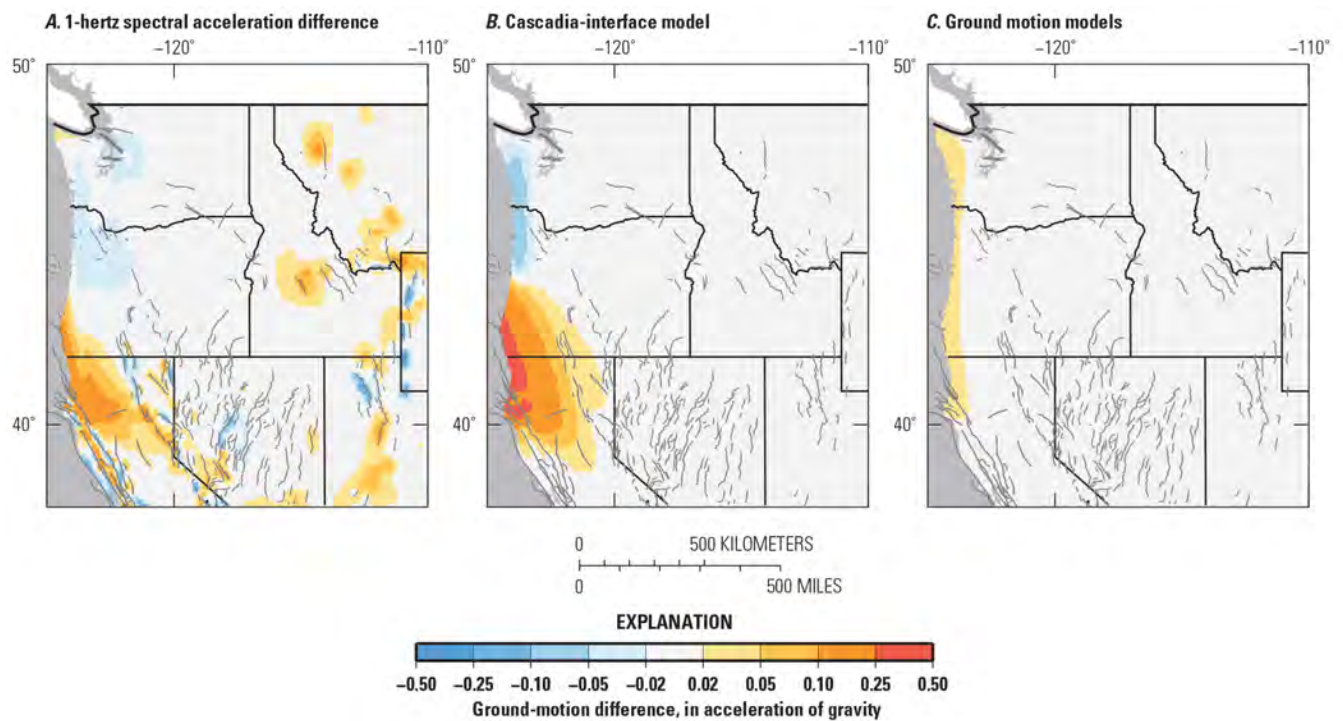 A. 1-hertz spectral acceleration difference
B. Cascadia-interface model
C. Ground motion models
−120° −110° −120° −110° −120° −110°
50° 50° 50°
40° 40° 40°
0 500 KILOMETERS
0 500 MILES
EXPLANATION
−0.50 −0.25 −0.10 −0.05 −0.02 0.02 0.05 0.10 0.25 0.50
Ground-motion difference, in acceleration of gravity